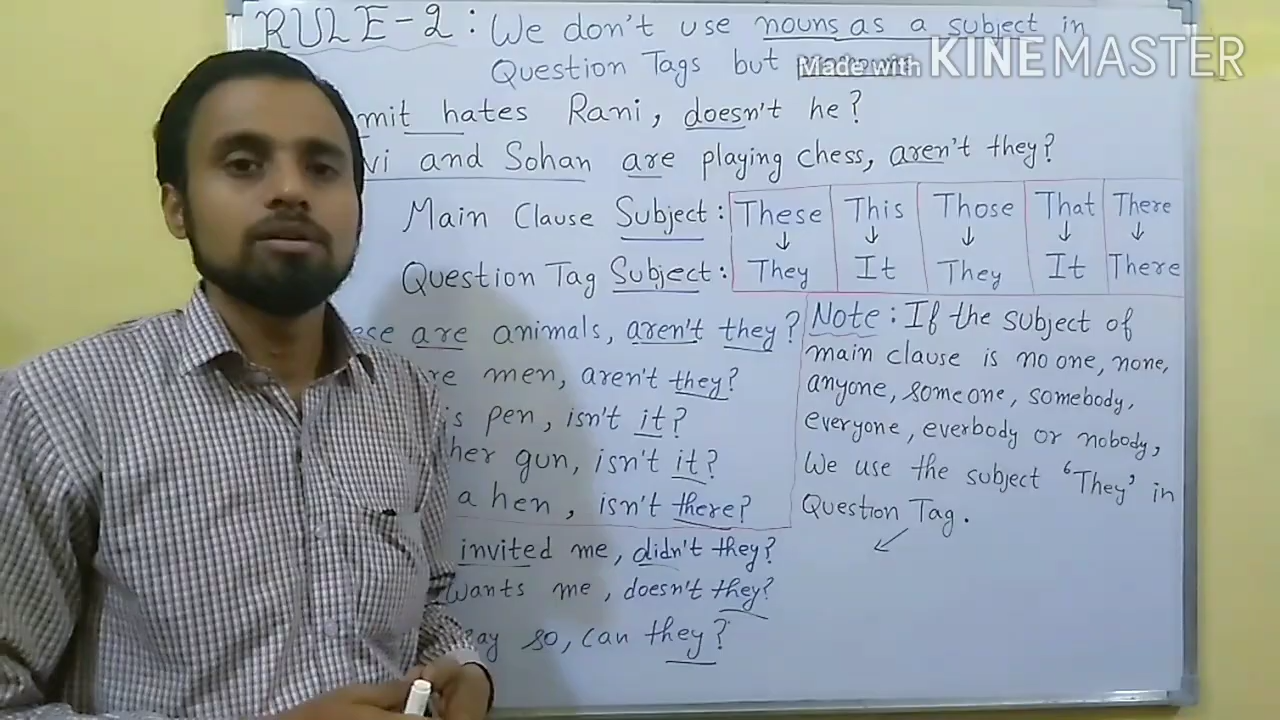 RULE-2: We don't use nouns as a subject in
Question Tags but
Made with KINEMASTER
mit hates Rani, doesn't he?
vi and Sohan are playing chess, aren't they?
Main Clause Subject: These This Those That There
↓ ↓ ↓ ↓ ↓
Question Tag Subject: They It They It There
se are animals, aren't they?
re men, aren't they?
is pen, isn't it?
her gun, isn't it?
a hen, isn't there?
invited me, didn't they?
wants me, doesn't they?
say so, can they?
Note: If the subject of
main clause is no one, none,
anyone, someone, somebody,
everyone, everbody or nobody,
We use the subject 'They' in
Question Tag.